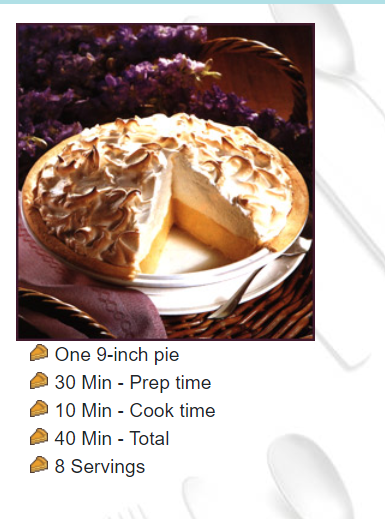 One 9-inch pie
30 Min - Prep time
10 Min - Cook time
40 Min - Total
8 Servings